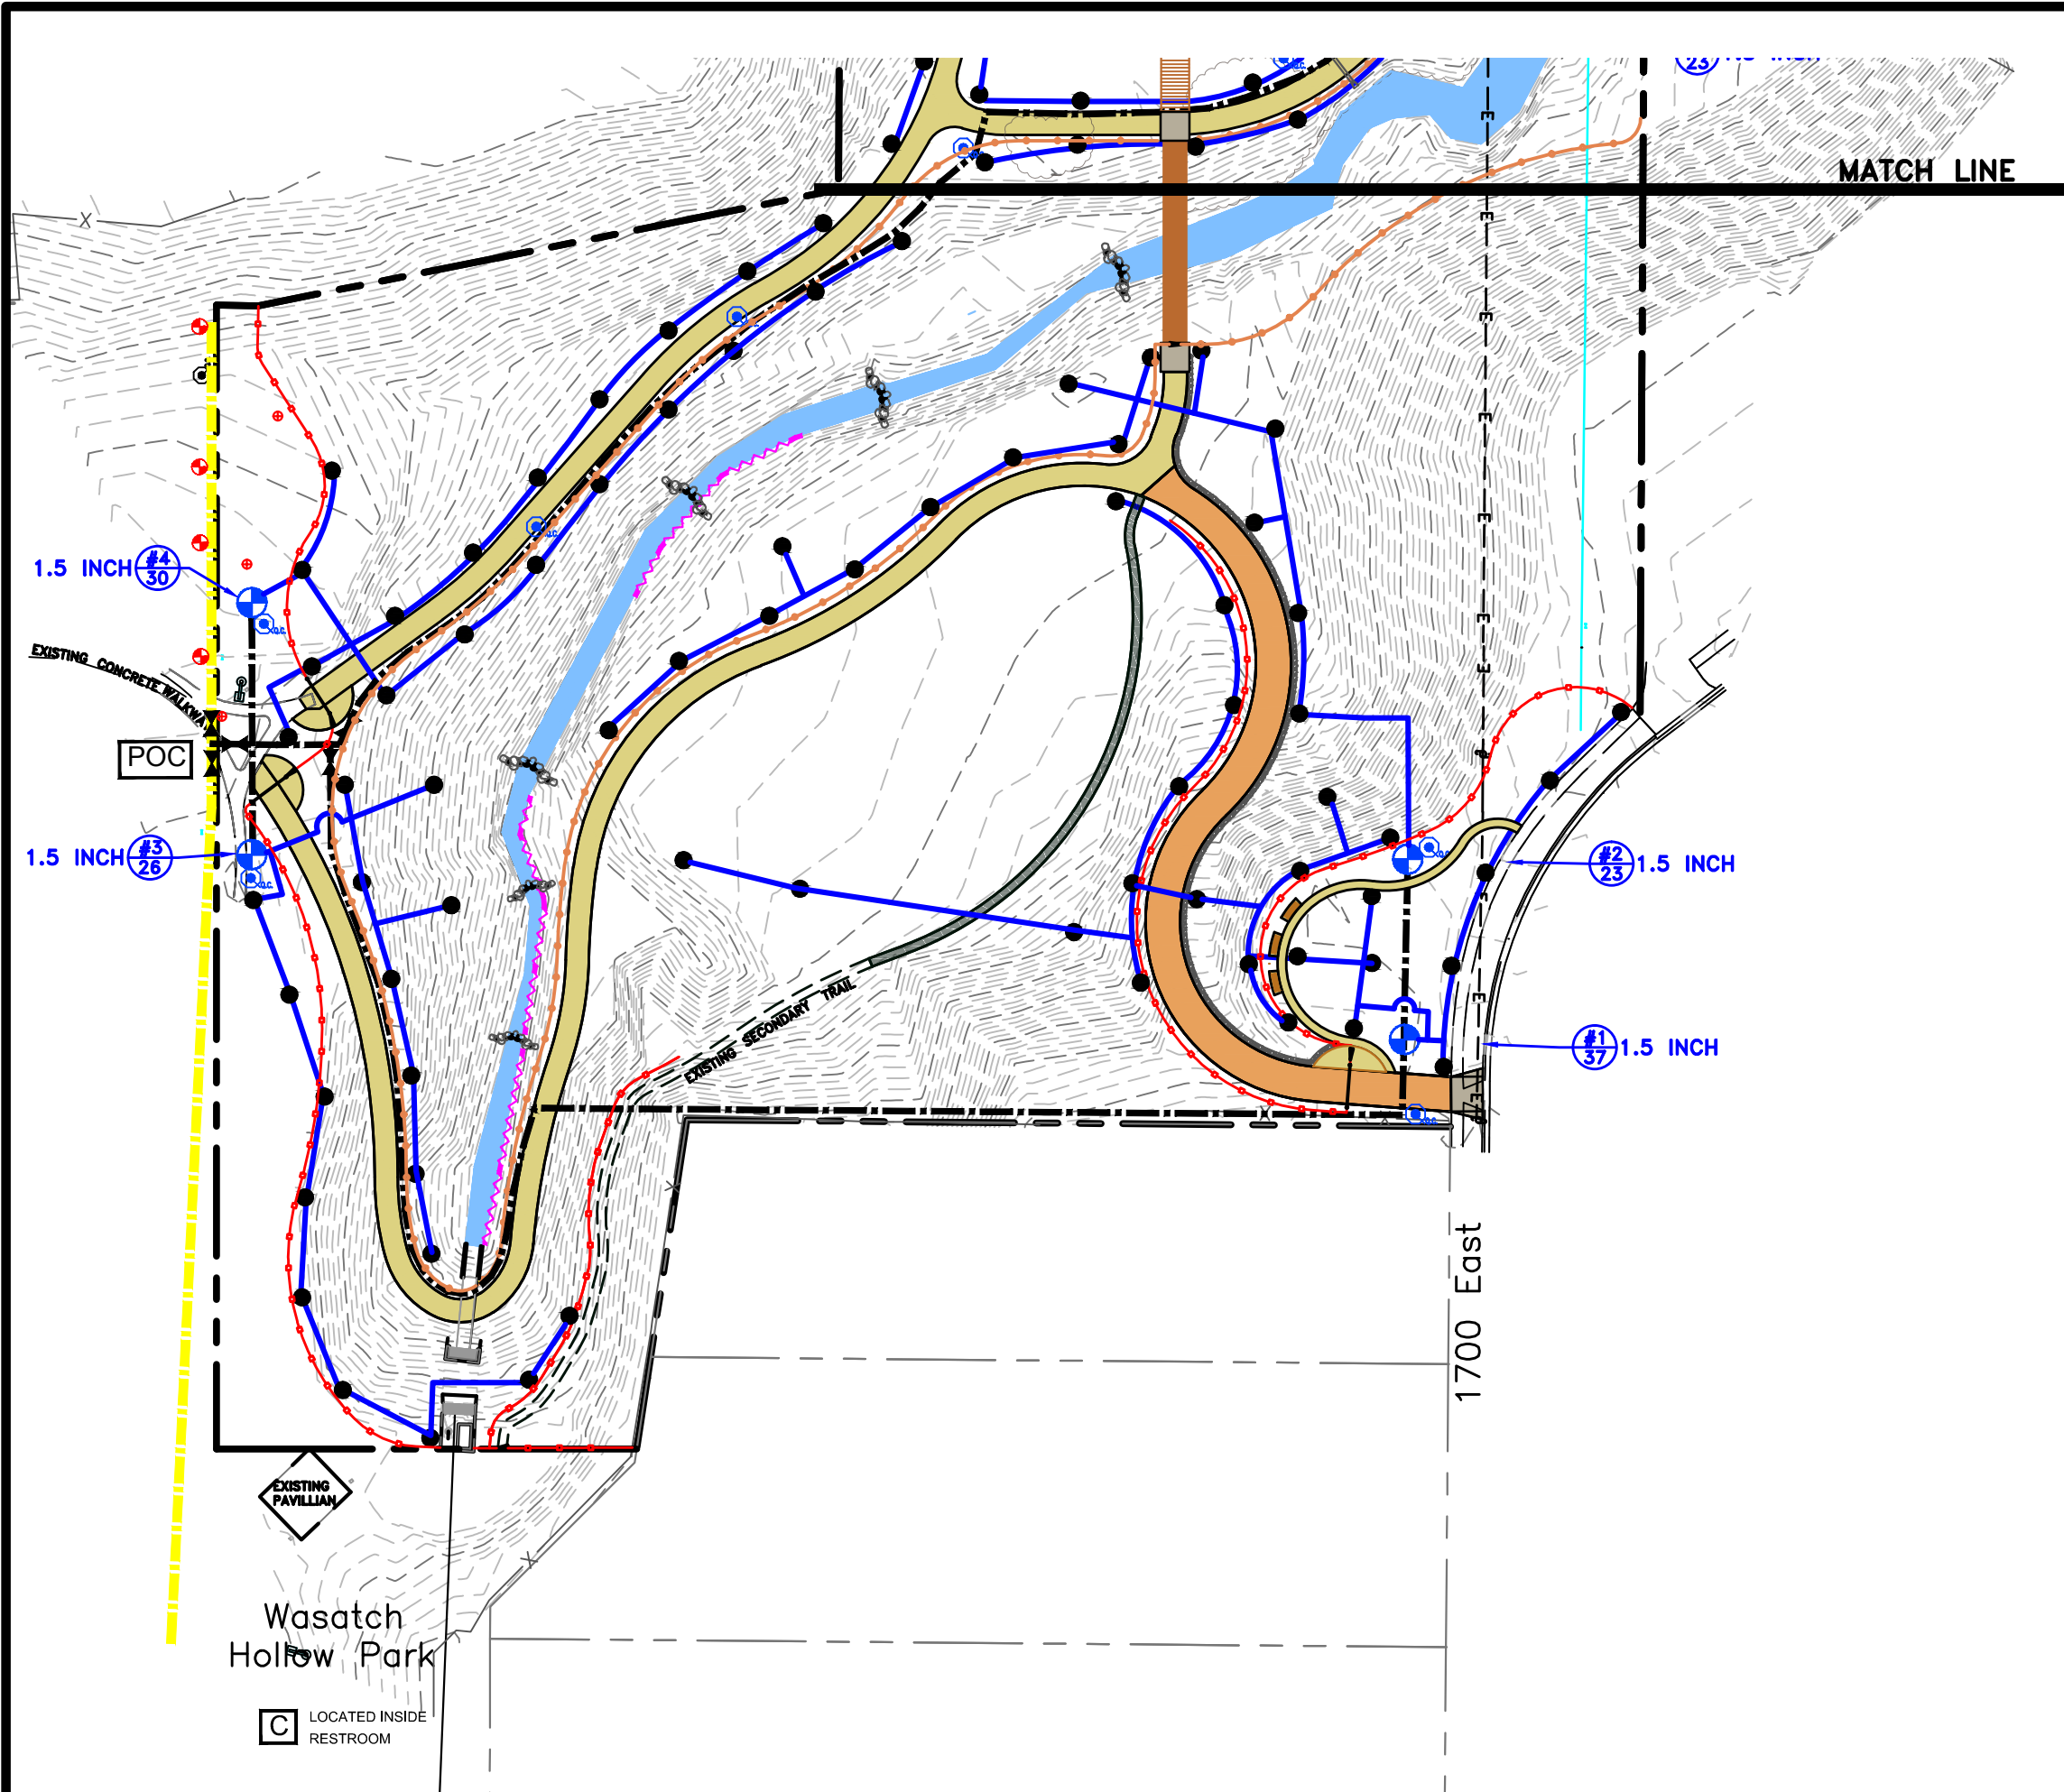 MATCH LINE
#4
1.5 INCH
30
EXISTING CONCRETE WALKWA
POC
#3
1.5 INCH
26
#2
1.5 INCH
23
#1
1.5 INCH
37
EXISTING SECONDARY TRAIL
1700 East
EXISTING
PAVILLIAN
Wasatch
Hollow Park
C
LOCATED INSIDE
RESTROOM
23
E
E
E
E
E
E
E
X
X
X